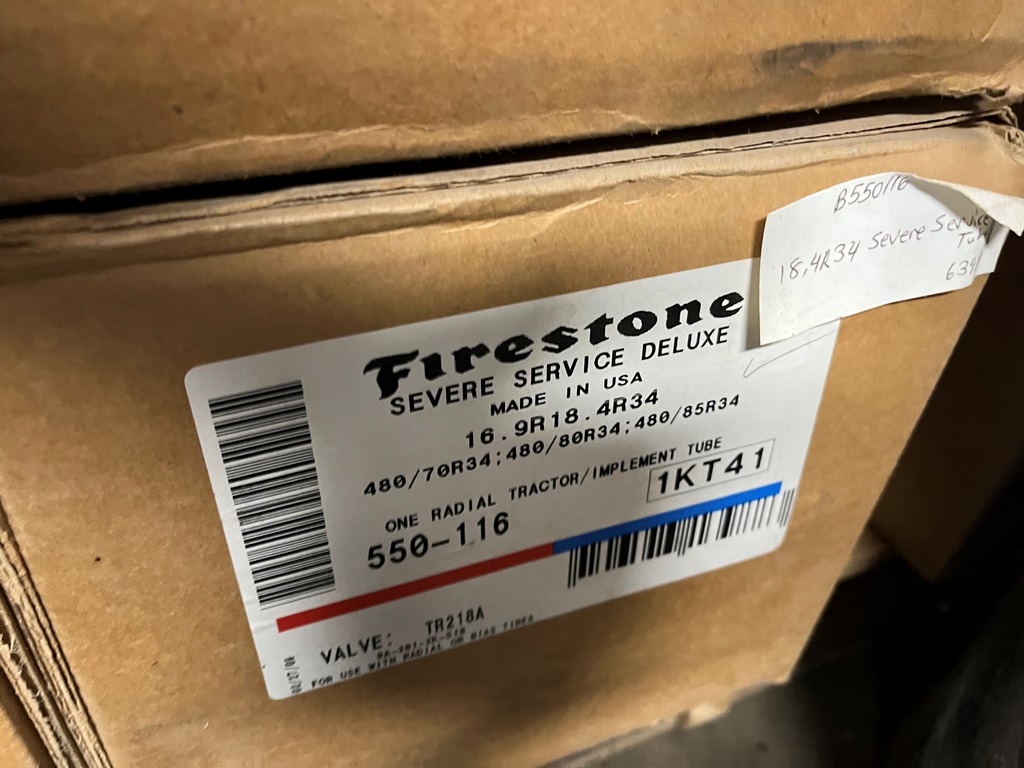 B550116
18.4R34 Severe Service
Tube
639
Firestone
SEVERE SERVICE DELUXE
MADE IN USA
16.9R18.4R34
480/70R34;480/80R34;480/85R34
ONE RADIAL TRACTOR/IMPLEMENT TUBE
550-116
1KT41
VALVE: TR218A
FOR USE WITH RADIAL OR BIAS TIRES